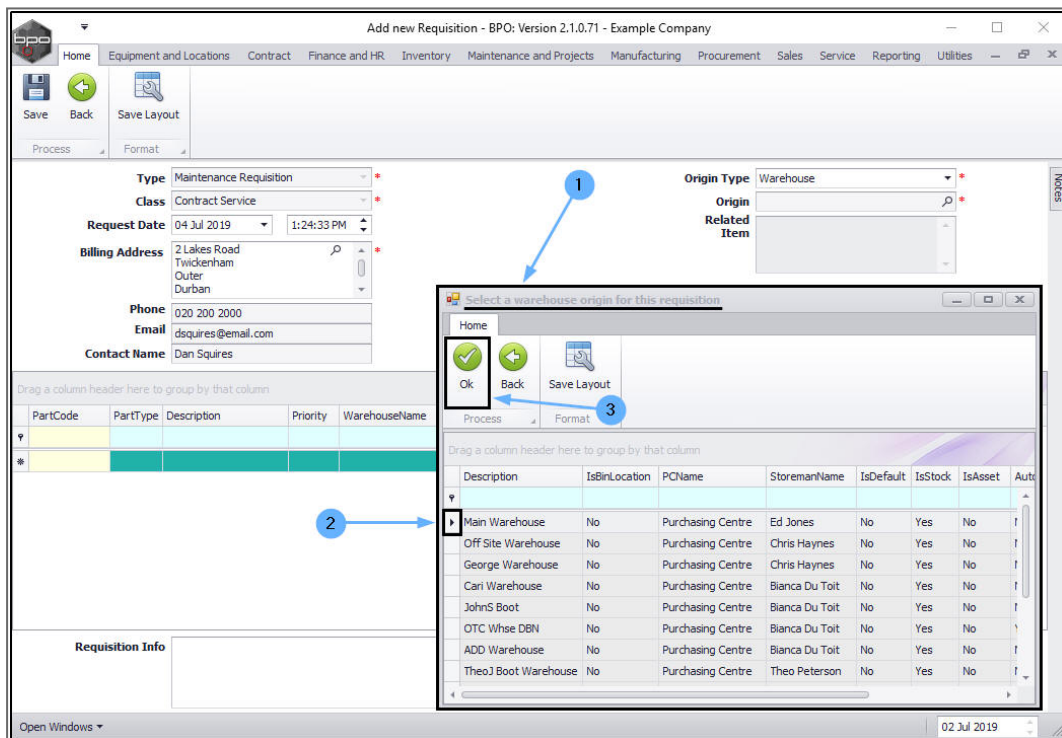 Add new Requisition - BPO: Version 2.1.0.71 - Example Company
bpo
Home Equipment and Locations Contract Finance and HR Inventory Maintenance and Projects Manufacturing Procurement Sales Service Reporting Utilities
Save Back Save Layout
Process Format
Type Maintenance Requisition *
Class Contract Service *
Request Date 04 Jul 2019 1:24:33 PM
Billing Address 2 Lakes Road *
Twickenham
Outer
Durban
Phone 020 200 2000
Email dsquires@email.com
Contact Name Dan Squires
Origin Type Warehouse *
Origin *
Related
Item
Notes
1
Drag a column header here to group by that column
PartCode PartType Description Priority WarehouseName
Select a warehouse origin for this requisition
Home
Ok Back Save Layout
3
Process Format
Drag a column header here to group by that column
Description IsBinLocation PCName StoremanName IsDefault IsStock IsAsset Auto
2
Main Warehouse No Purchasing Centre Ed Jones No Yes No
Off Site Warehouse No Purchasing Centre Chris Haynes No Yes No
George Warehouse No Purchasing Centre Chris Haynes No Yes No
Cari Warehouse No Purchasing Centre Bianca Du Toit No Yes No
JohnS Boot No Purchasing Centre Bianca Du Toit No Yes No
OTC Whse DBN No Purchasing Centre Bianca Du Toit No Yes No
ADD Warehouse No Purchasing Centre Bianca Du Toit No Yes No
TheoJ Boot Warehouse No Purchasing Centre Theo Peterson No Yes No
Requisition Info
Open Windows 02 Jul 2019